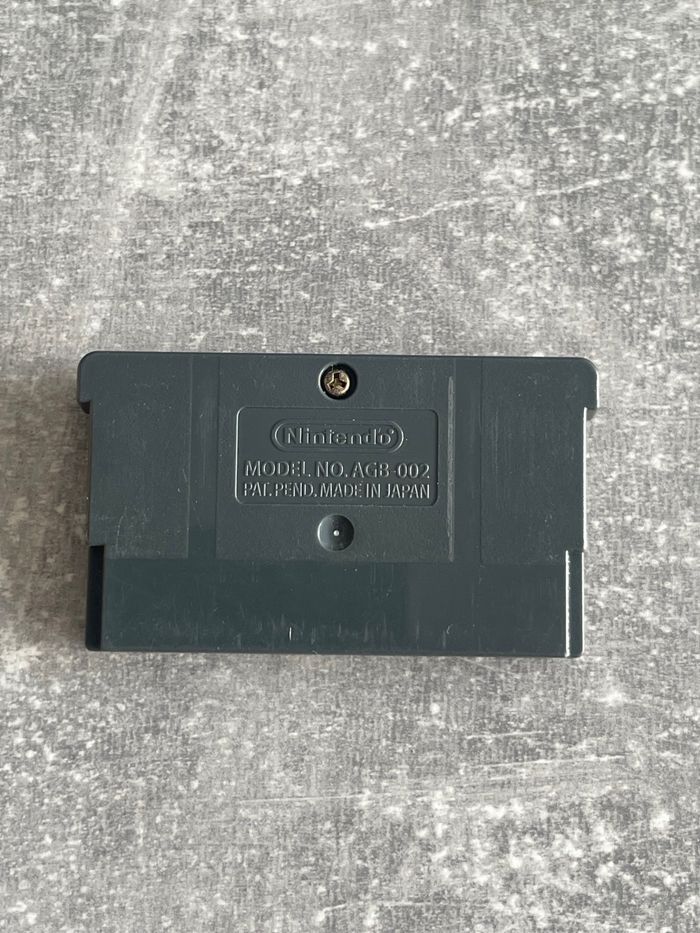 Nintendo®
MODEL NO. AGB-002
PAT. PEND. MADE IN JAPAN